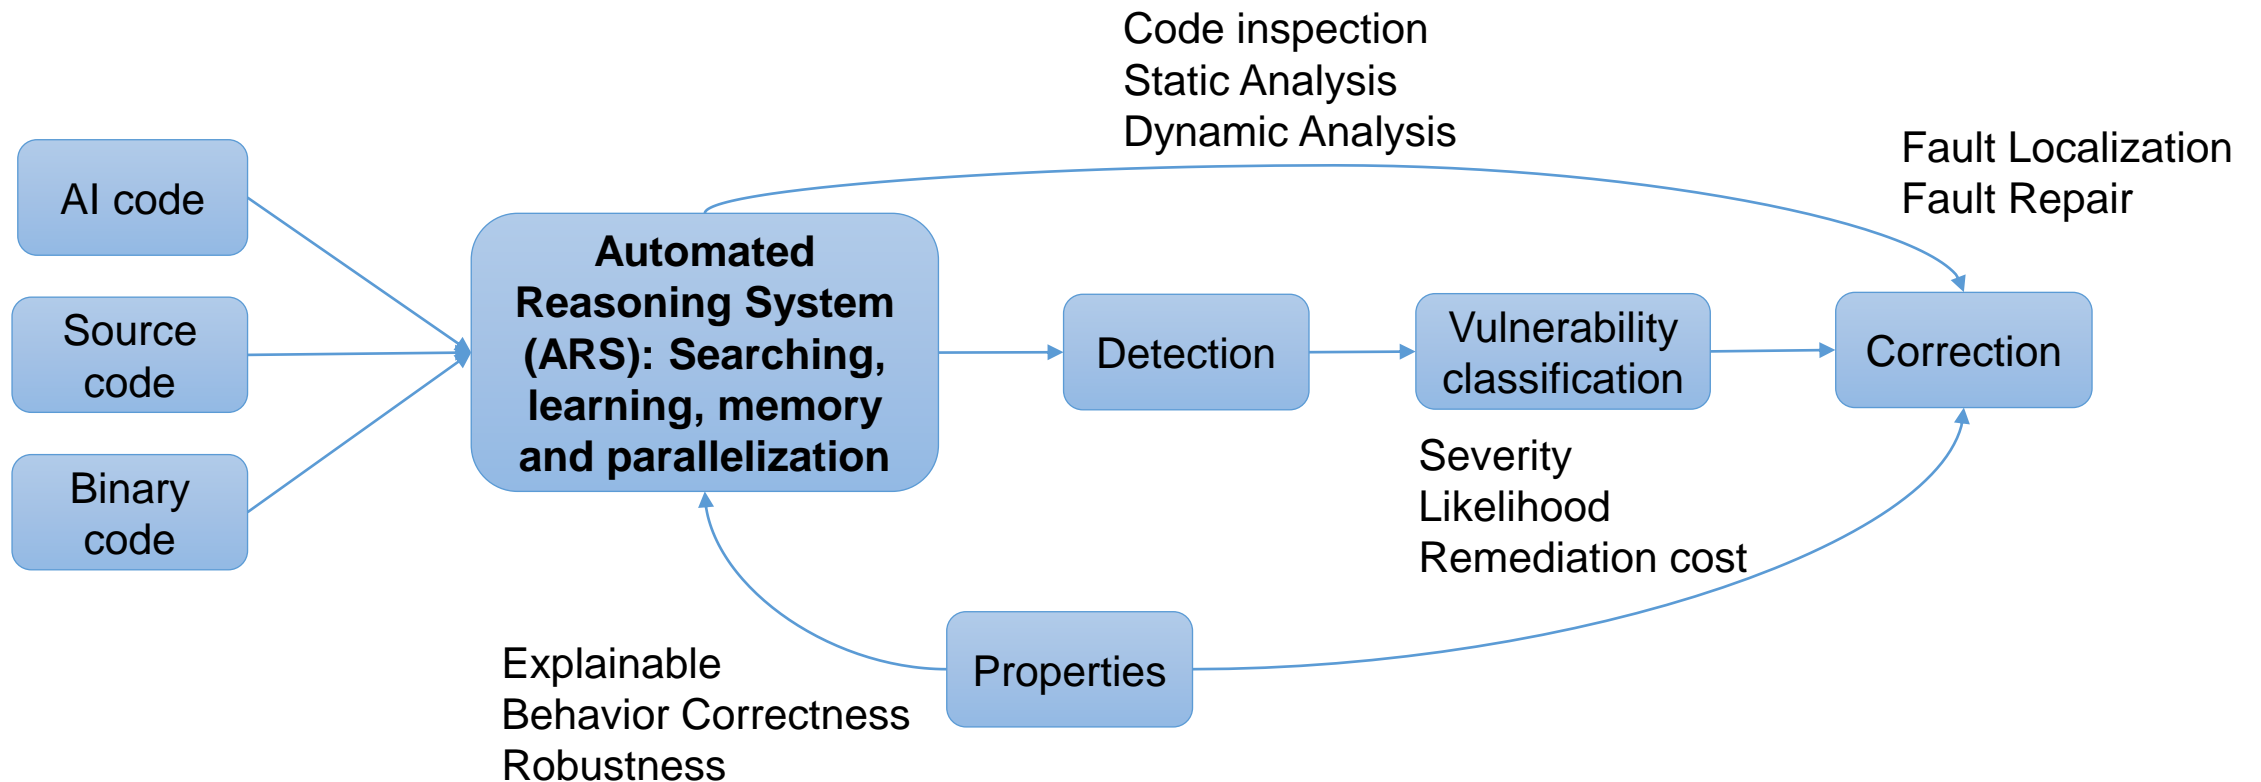 Code inspection
Static Analysis
Dynamic Analysis
Fault Localization
Fault Repair
AI code
Source
code
Binary
code
Automated
Reasoning System
(ARS): Searching,
learning, memory
and parallelization
Detection
Vulnerability
classification
Correction
Severity
Likelihood
Remediation cost
Properties
Explainable
Behavior Correctness
Robustness